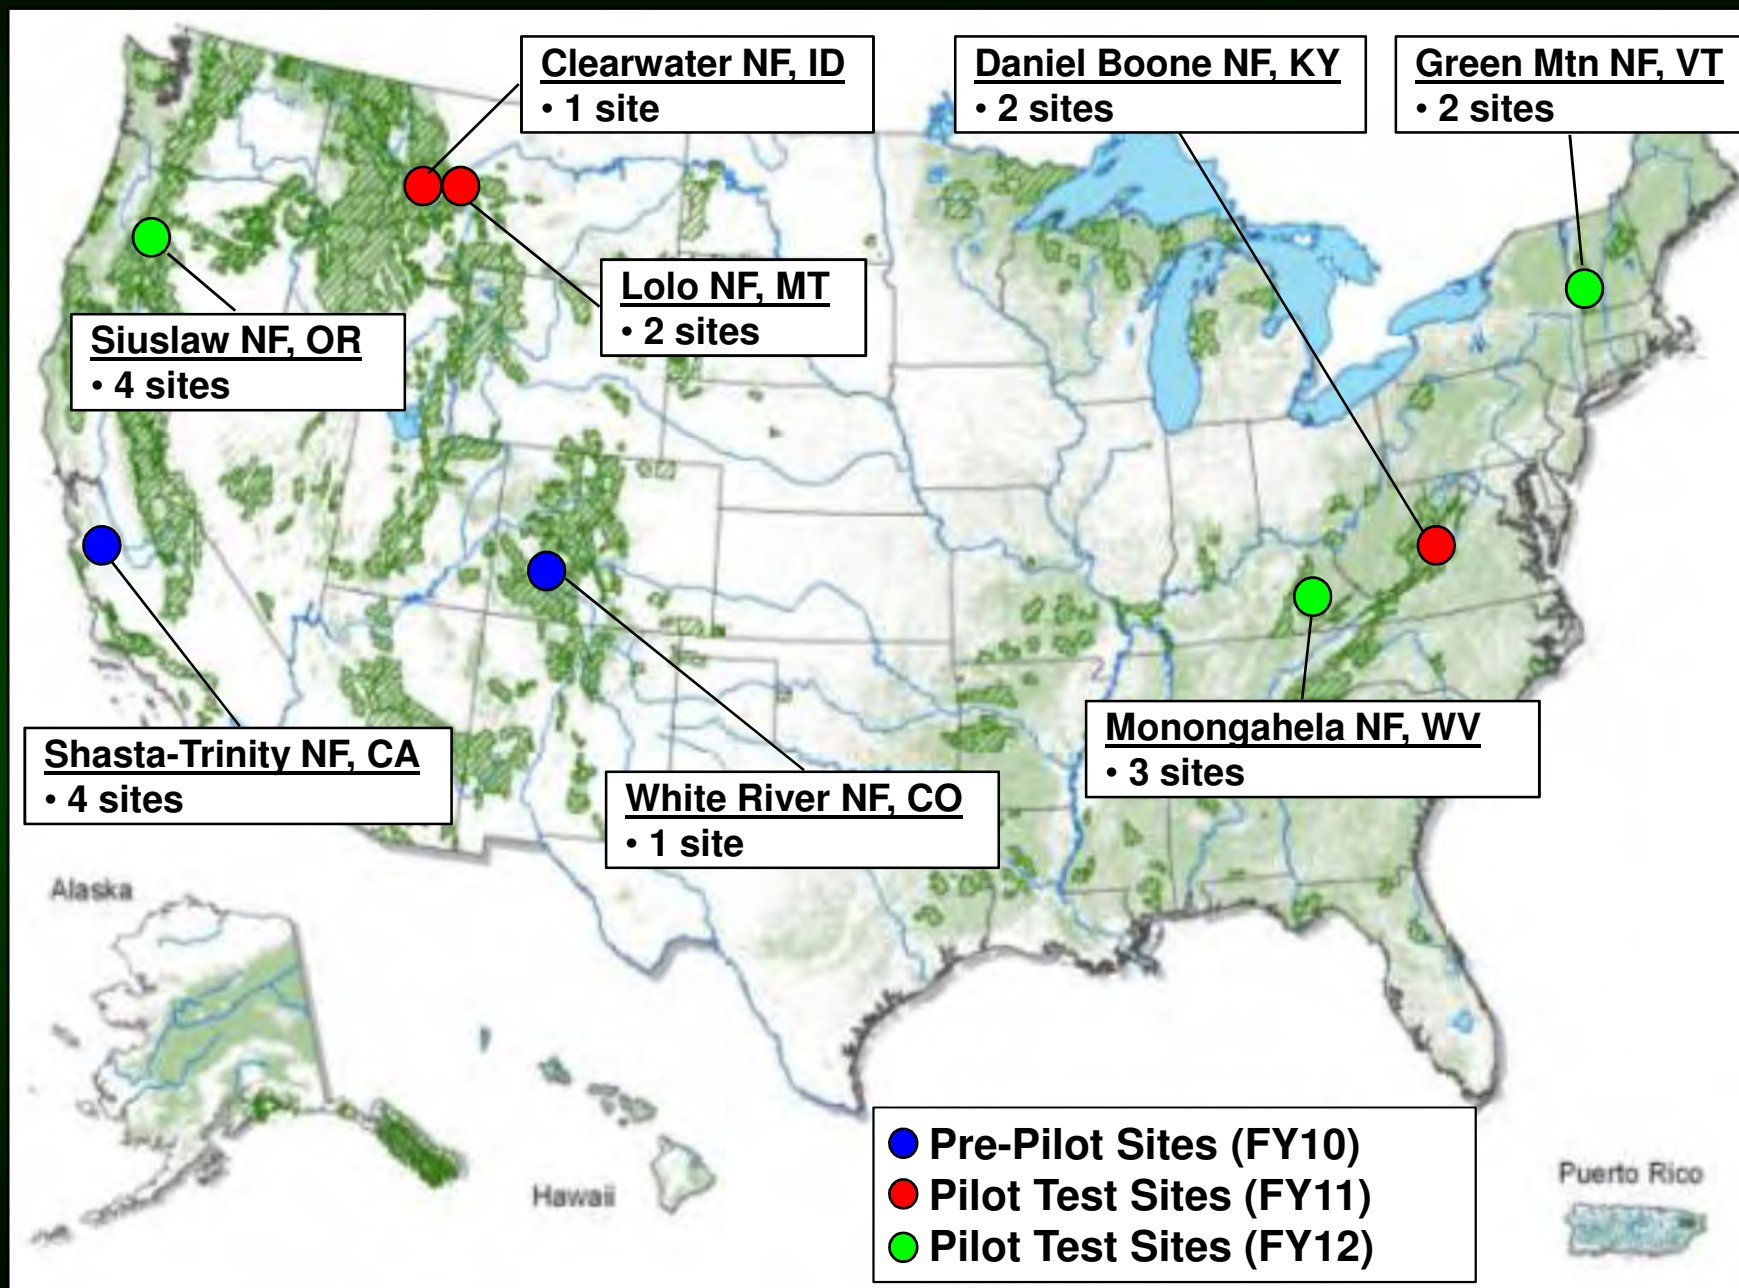 Clearwater NF, ID
• 1 site
Daniel Boone NF, KY
• 2 sites
Green Mtn NF, VT
• 2 sites
Lolo NF, MT
• 2 sites
Siuslaw NF, OR
• 4 sites
Shasta-Trinity NF, CA
• 4 sites
White River NF, CO
• 1 site
Monongahela NF, WV
• 3 sites
Alaska
Hawaii
Puerto Rico
Pre-Pilot Sites (FY10)
Pilot Test Sites (FY11)
Pilot Test Sites (FY12)